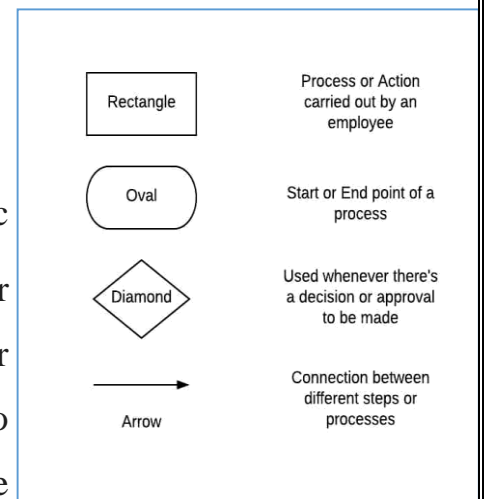 Rectangle
Process or Action
carried out by an
employee
Oval
Start or End point of a
process
c
Diamond
Used whenever there's
a decision or approval
to be made
r
r
Arrow
Connection between
different steps or
processes
o
e